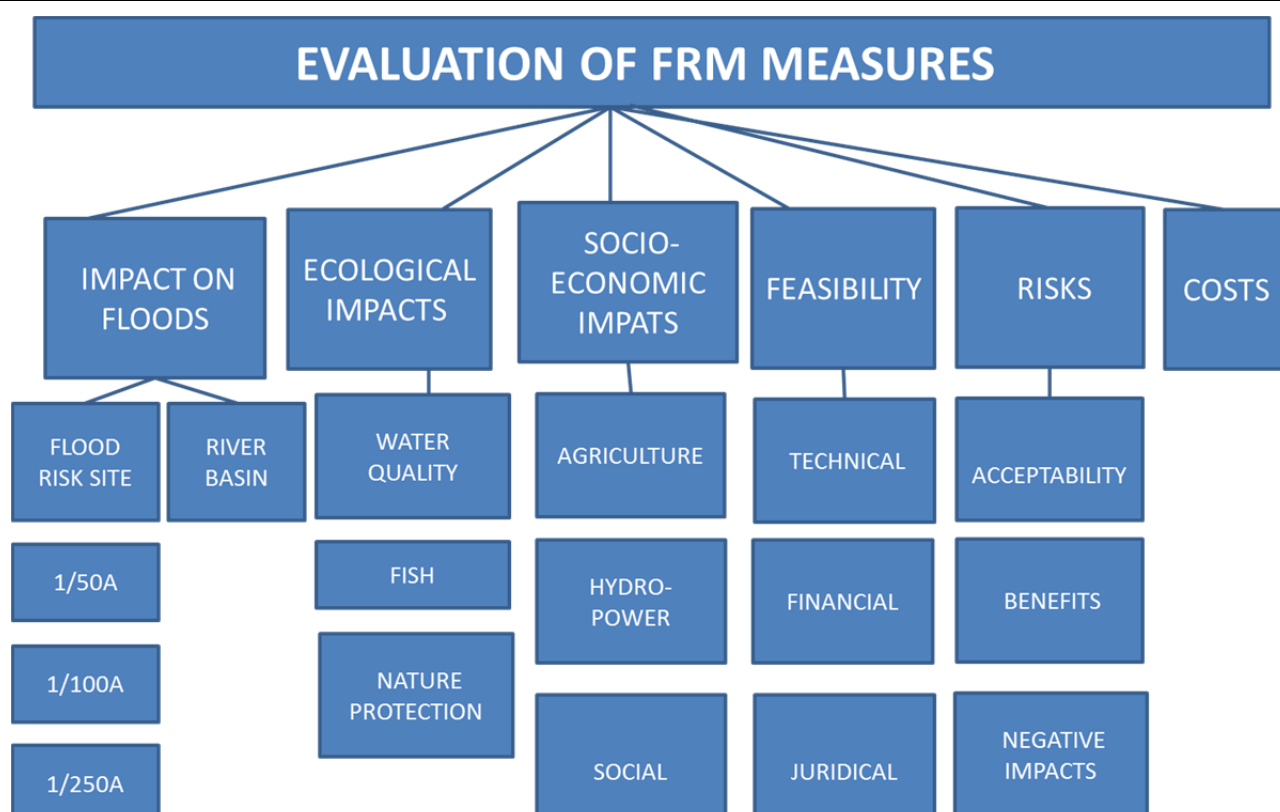 EVALUATION OF FRM MEASURES
IMPACT ON
FLOODS
ECOLOGICAL
IMPACTS
SOCIO-
ECONOMIC
IMPATS
FEASIBILITY
RISKS
COSTS
FLOOD
RISK SITE
RIVER
BASIN
WATER
QUALITY
AGRICULTURE
TECHNICAL
ACCEPTABILITY
1/50A
FISH
HYDRO-
POWER
FINANCIAL
BENEFITS
1/100A
NATURE
PROTECTION
1/250A
SOCIAL
JURIDICAL
NEGATIVE
IMPACTS